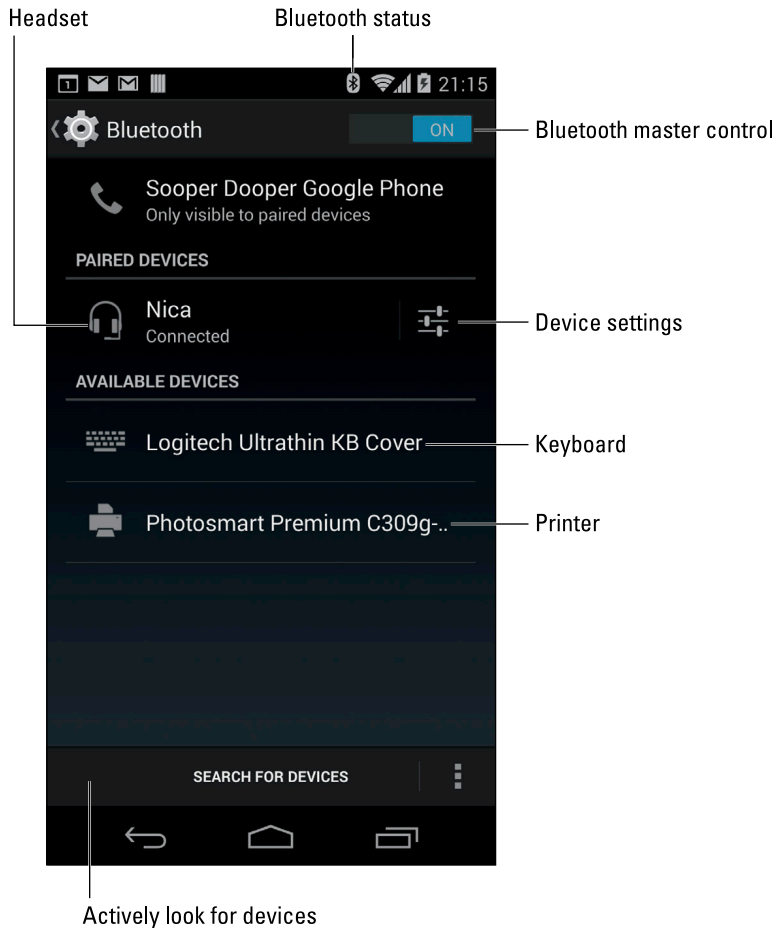 Headset
Bluetooth status
1
21:15
Bluetooth
ON
Bluetooth master control
Sooper Dooper Google Phone
Only visible to paired devices
PAIRED DEVICES
Nica
Connected
Device settings
AVAILABLE DEVICES
Logitech Ultrathin KB Cover
Keyboard
Photosmart Premium C309g-..
Printer
SEARCH FOR DEVICES
Actively look for devices